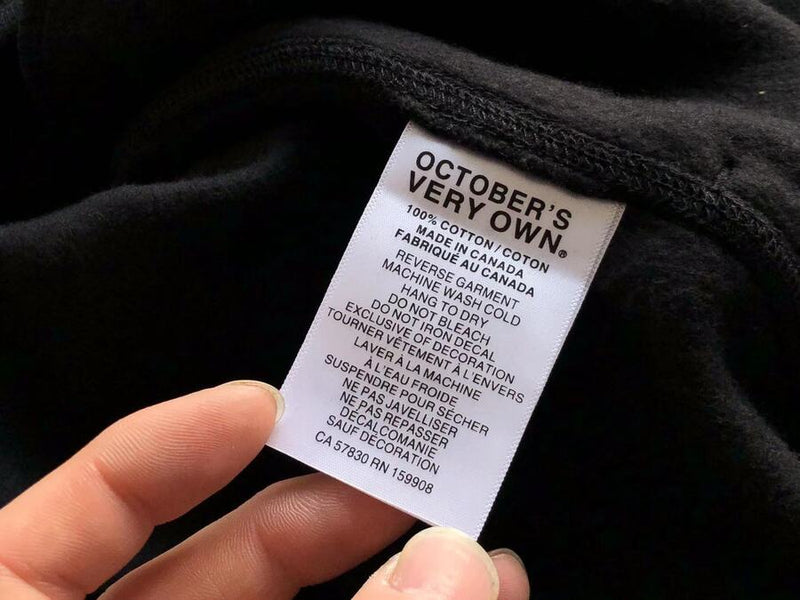 OCTOBER'S
VERY OWN®
100% COTTON / COTON
MADE IN CANADA
FABRIQUÉ AU CANADA
REVERSE GARMENT
MACHINE WASH COLD
HANG TO DRY
DO NOT BLEACH
DO NOT IRON DECAL
EXCLUSIVE OF DECORATION
TOURNER VÊTEMENT À L'ENVERS
LAVER À LA MACHINE
À L'EAU FROIDE
SUSPENDRE POUR SÉCHER
NE PAS JAVELLISER
NE PAS REPASSER
DÉCALCOMANIE
SAUF DÉCORATION
CA 57830 RN 159908